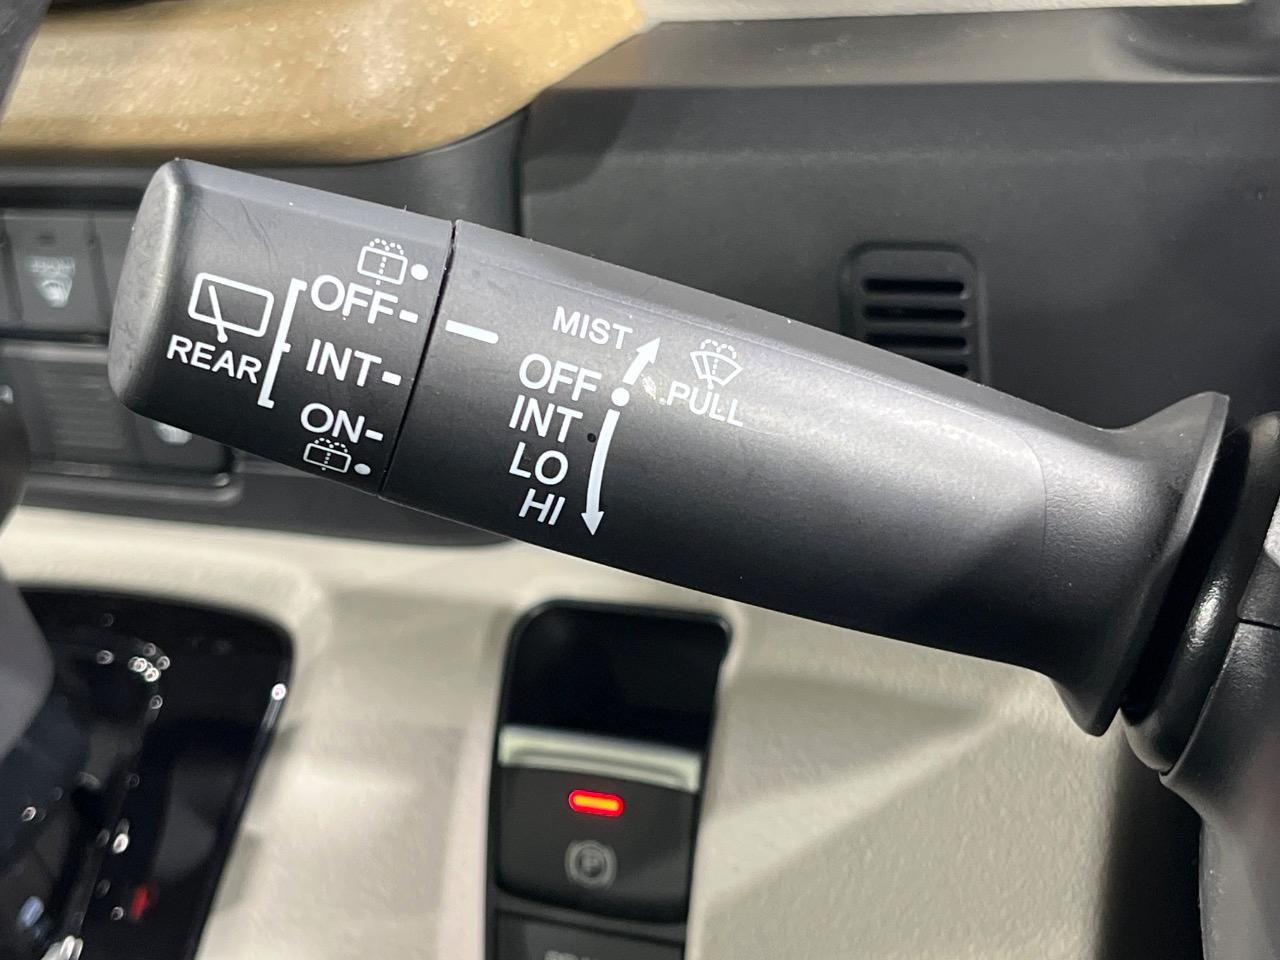 REAR
OFF
INT
ON
MIST
OFF
INT
LO
HI
PULL
P